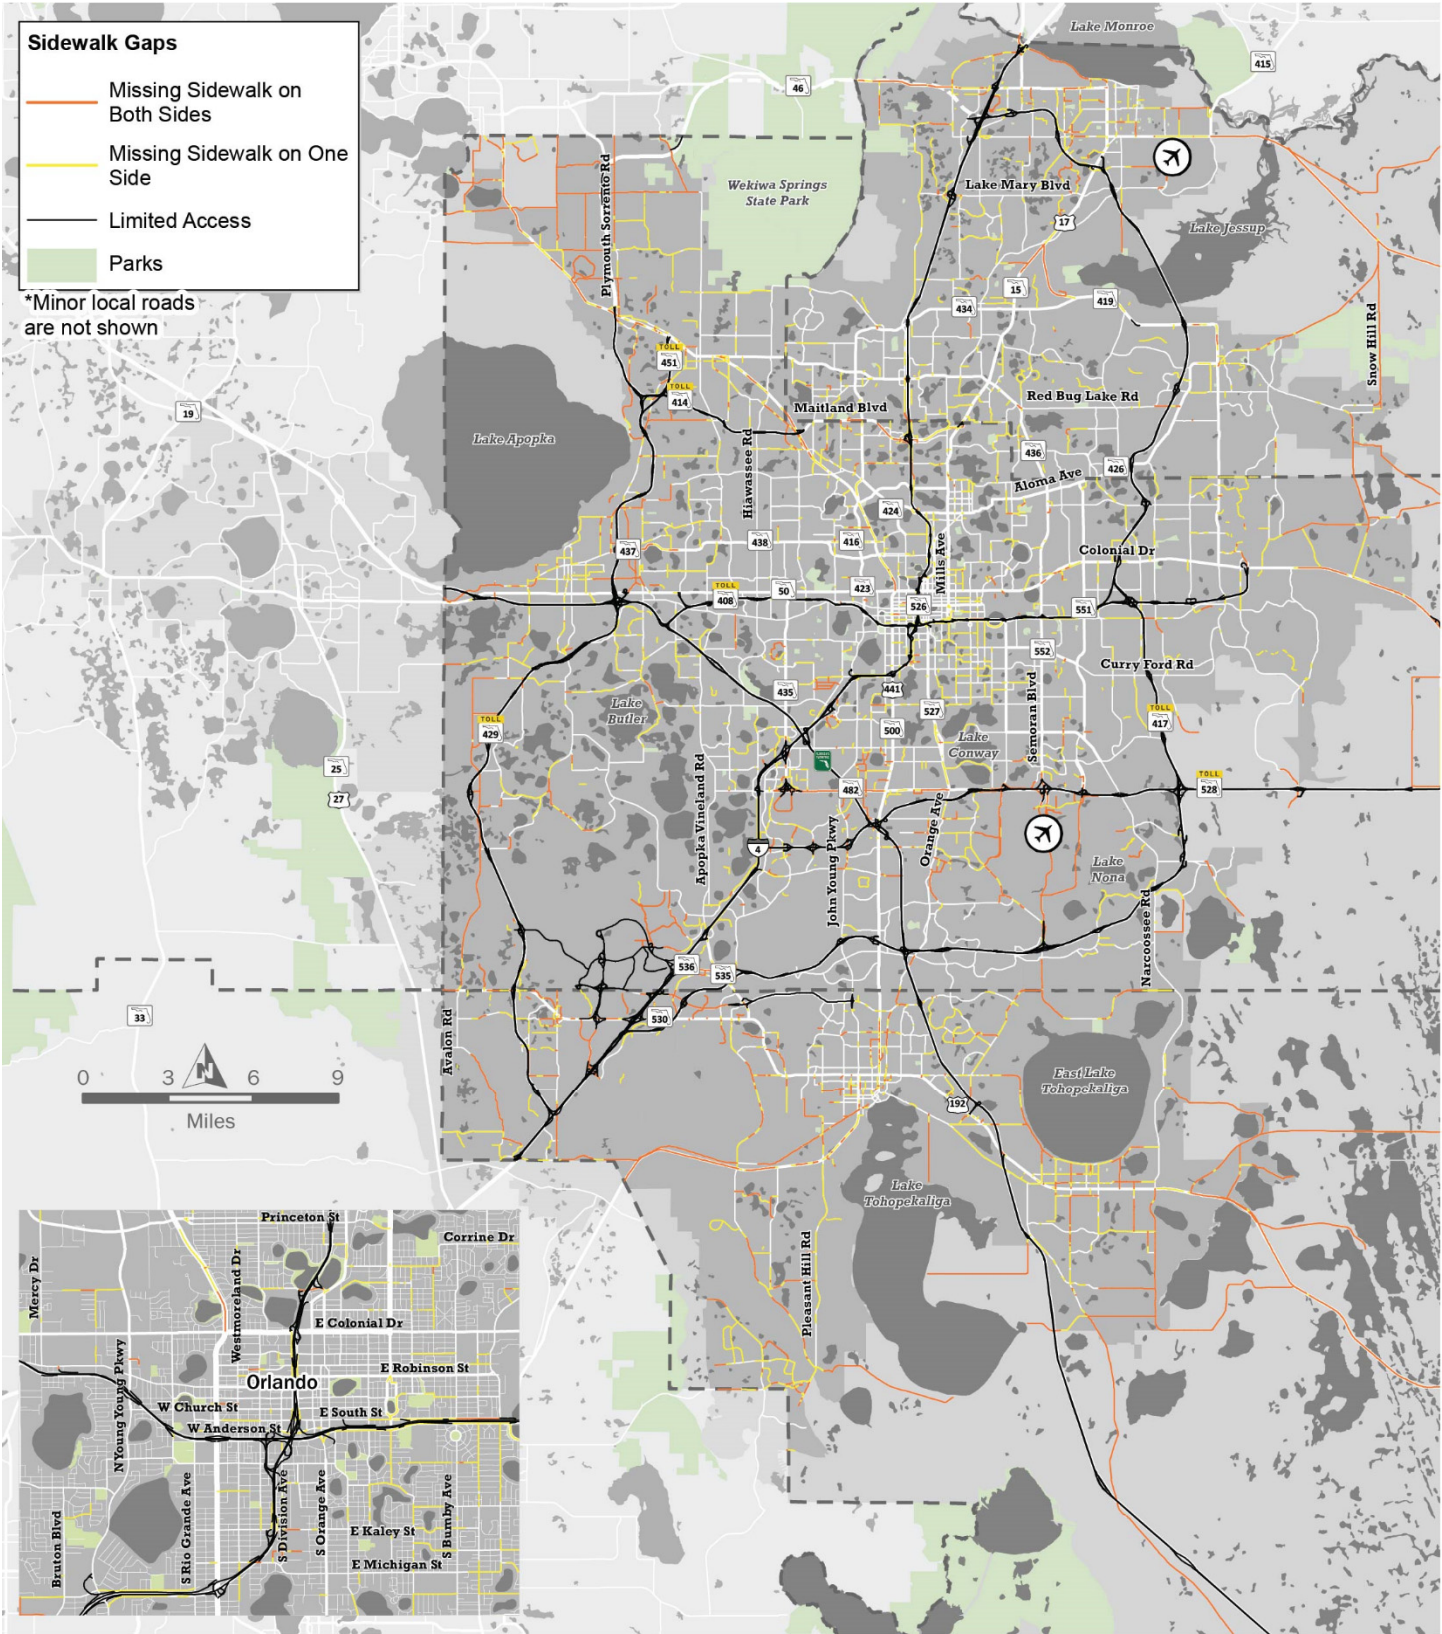 Sidewalk Gaps
Missing Sidewalk on
Both Sides
Missing Sidewalk on One
Side
Limited Access
Parks
*Minor local roads
are not shown
Lake Monroe
415
46
Plymouth Sorrento Rd
Wekiwa Springs
State Park
Lake Mary Blvd
17
Lake Jessup
15
434
419
Snow Hill Rd
TOLL
451
TOLL
414
19
Maitland Blvd
Red Bug Lake Rd
Lake Apopka
Hiawassee Rd
436
426
Aloma Ave
424
437
438
416
Mills Ave
Colonial Dr
TOLL
408
50
423
526
551
552
Curry Ford Rd
435
441
Lake
Butler
527
Semoran Blvd
TOLL
417
TOLL
429
500
Lake
Conway
25
27
Apopka Vineland Rd
482
TOLL
528
Orange Ave
John Young Pkwy
4
Lake
Nona
Narcoossee Rd
536
535
33
530
Avalon Rd
N
0 3 6 9
Miles
East Lake
Tohopekaliga
192
Lake
Tohopekaliga
Pleasant Hill Rd
Princeton St
Corrine Dr
Mercy Dr
Westmoreland Dr
E Colonial Dr
N Young Young Pkwy
E Robinson St
Orlando
W Church St
E South St
W Anderson St
Bruton Blvd
S Rio Grande Ave
S Division Ave
S Orange Ave
S Bumby Ave
E Kaley St
E Michigan St